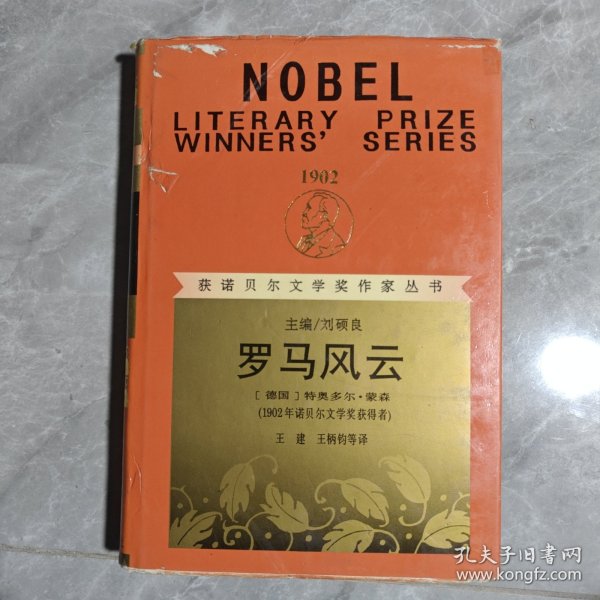 NOBEL
LITERARY PRIZE
WINNERS' SERIES
1902
获诺贝尔文学奖作家丛书
主编/刘硕良
罗马风云
[德国]特奥多尔·蒙森
(1902年诺贝尔文学奖获得者)
王 建 王柄钧等译
孔夫子旧书网
www.kongfz.com